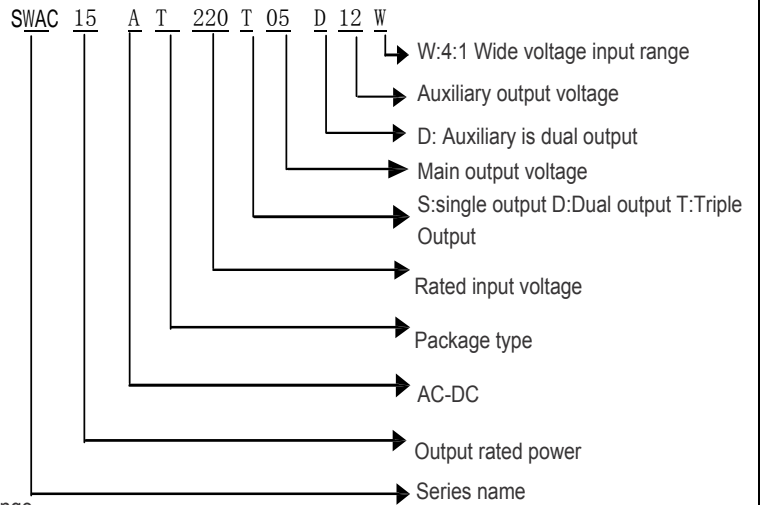 SWAC 15 A T 220 T 05 D 12 W
W:4:1 Wide voltage input range
Auxiliary output voltage
D: Auxiliary is dual output
Main output voltage
S:single output D:Dual output T:Triple
Output
Rated input voltage
Package type
AC-DC
Output rated power
Series name